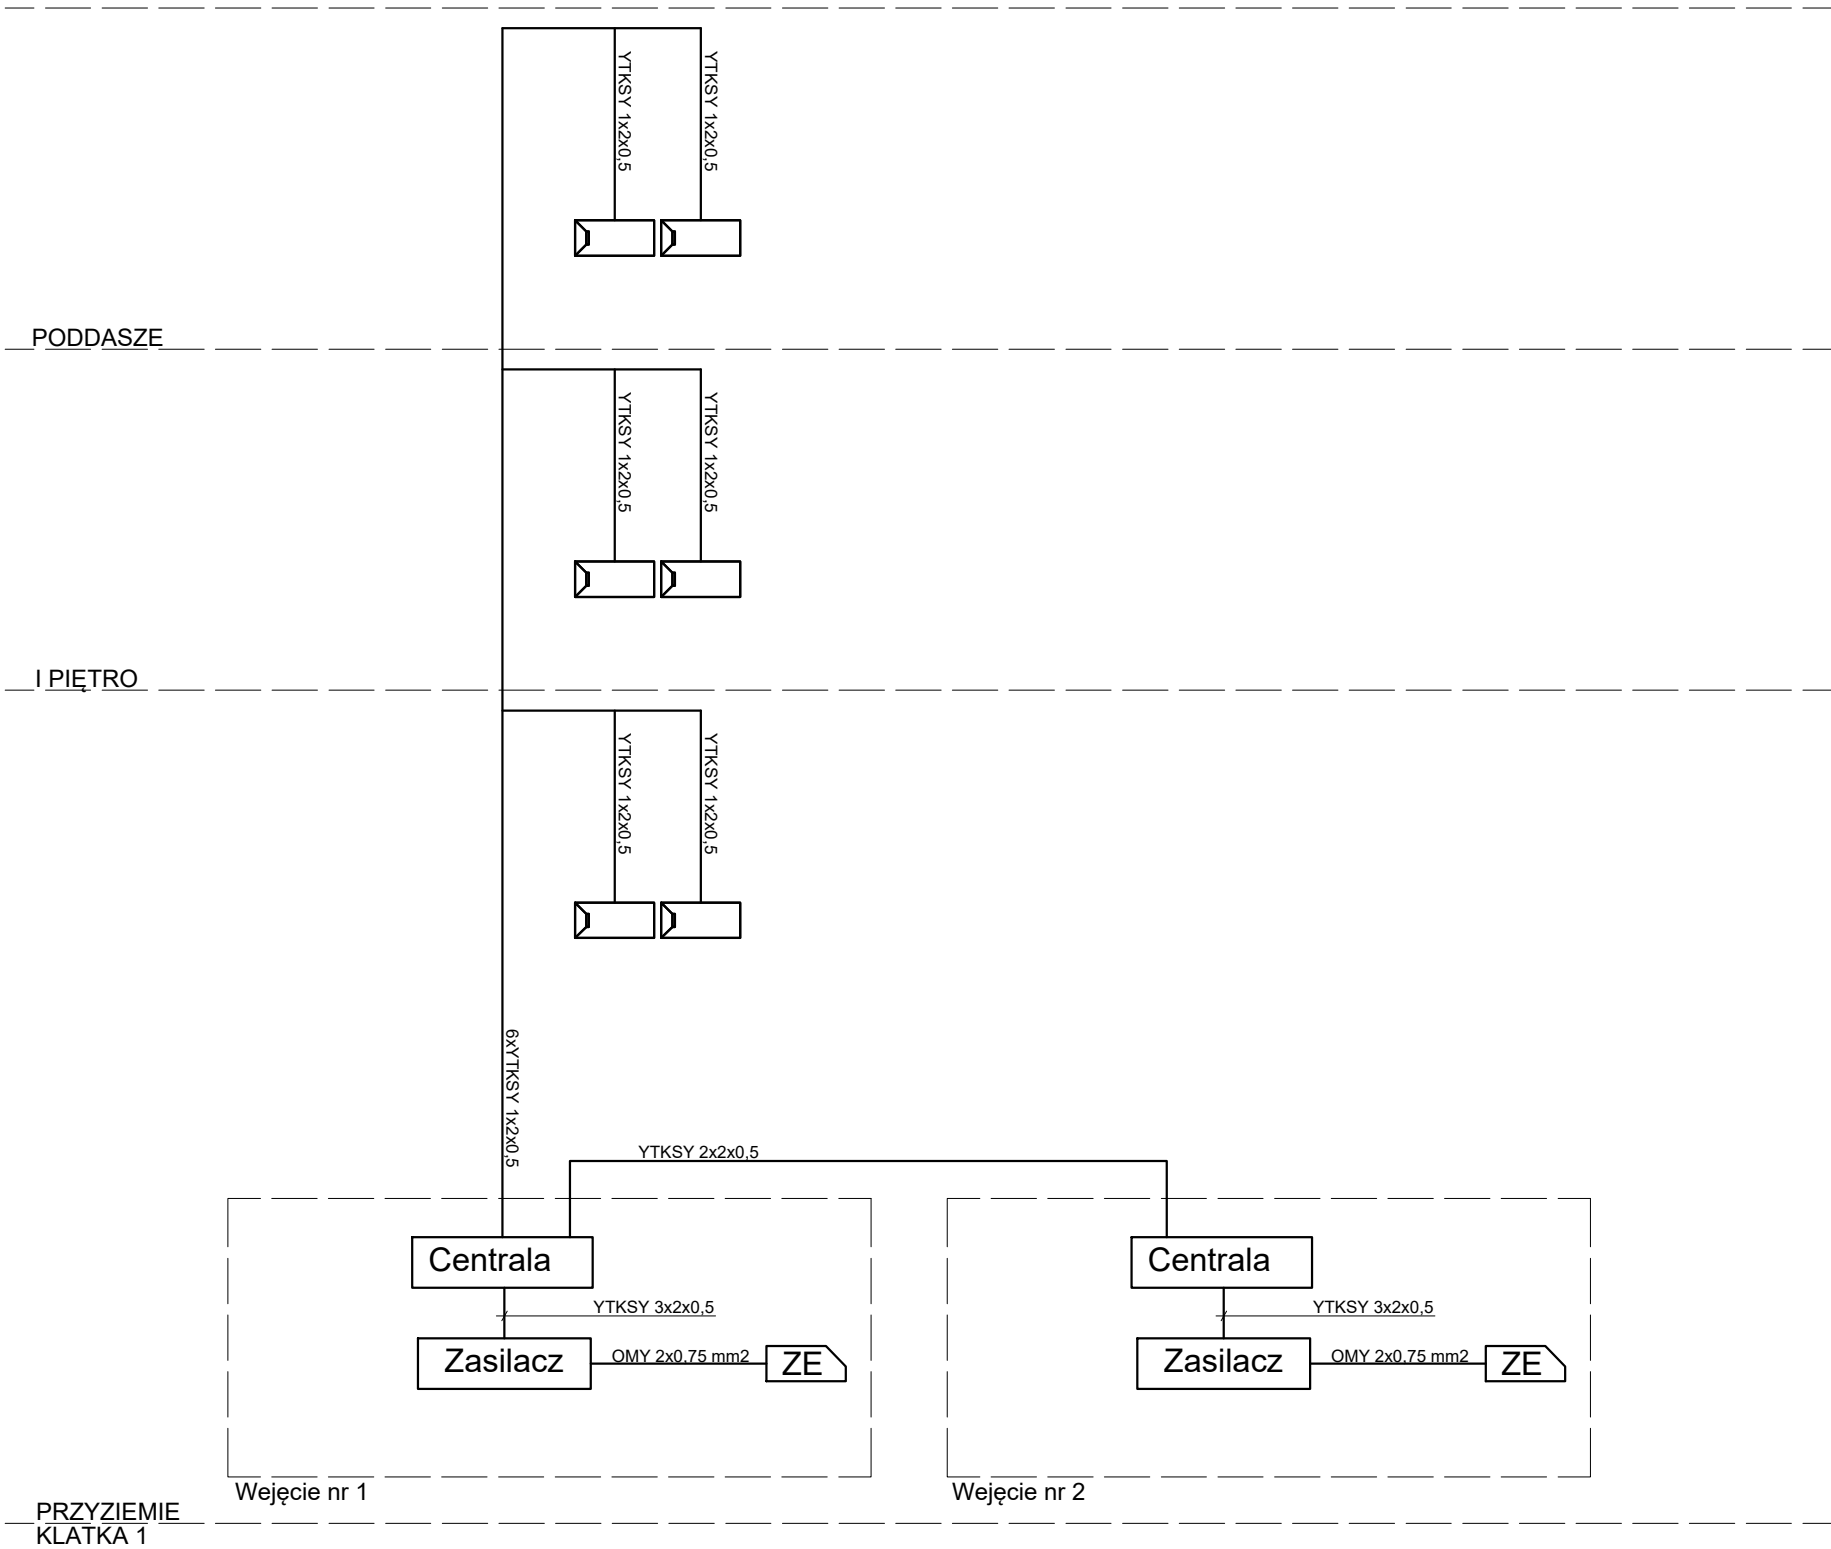 YTKSY 1x2x0,5
YTKSY 1x2x0,5
PODDASZE
YTKSY 1x2x0,5
YTKSY 1x2x0,5
I PIĘTRO
YTKSY 1x2x0,5
YTKSY 1x2x0,5
6xYTKSY 1x2x0,5
YTKSY 2x2x0,5
Centrala
YTKSY 3x2x0,5
Zasilacz
OMY 2x0,75 mm2
ZE
Wejęcie nr 1
Centrala
YTKSY 3x2x0,5
Zasilacz
OMY 2x0,75 mm2
ZE
Wejęcie nr 2
PRZYZIEMIE
KLATKA 1